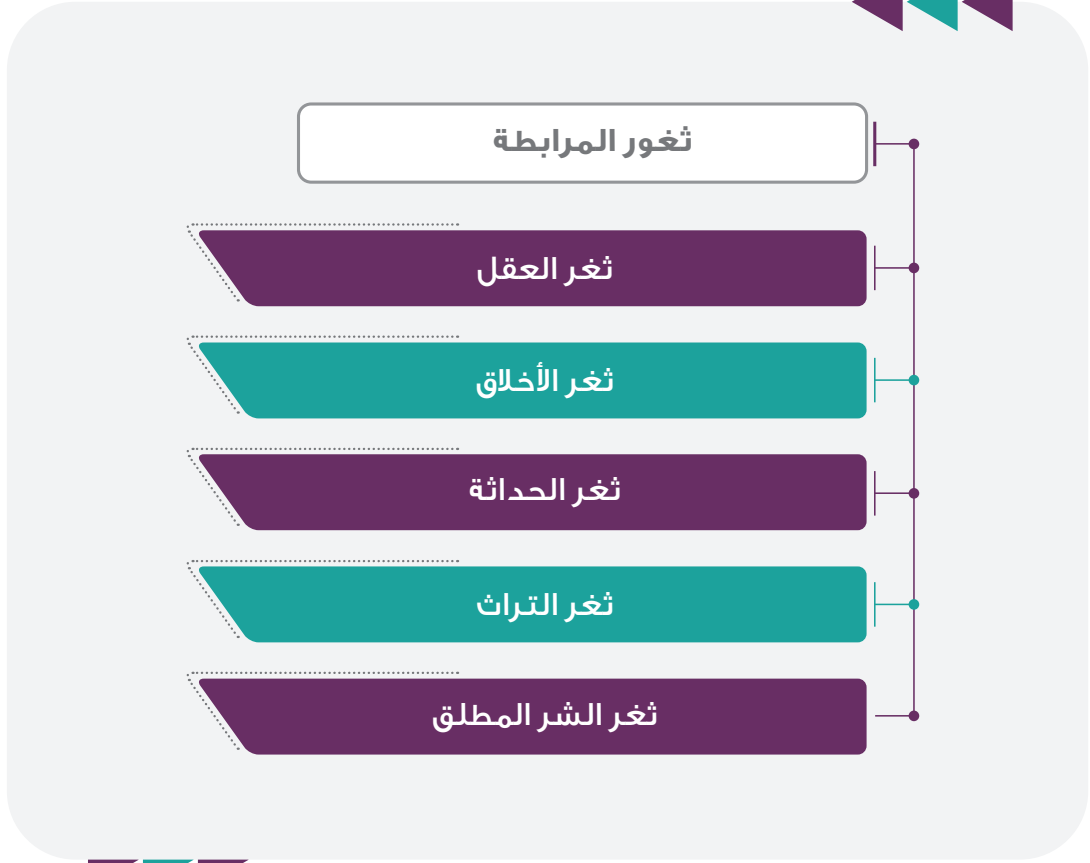 ثغور المرابطة
ثغر العقل
ثغر الأخلاق
ثغر الحداثة
ثغر التراث
ثغر الشر المطلق